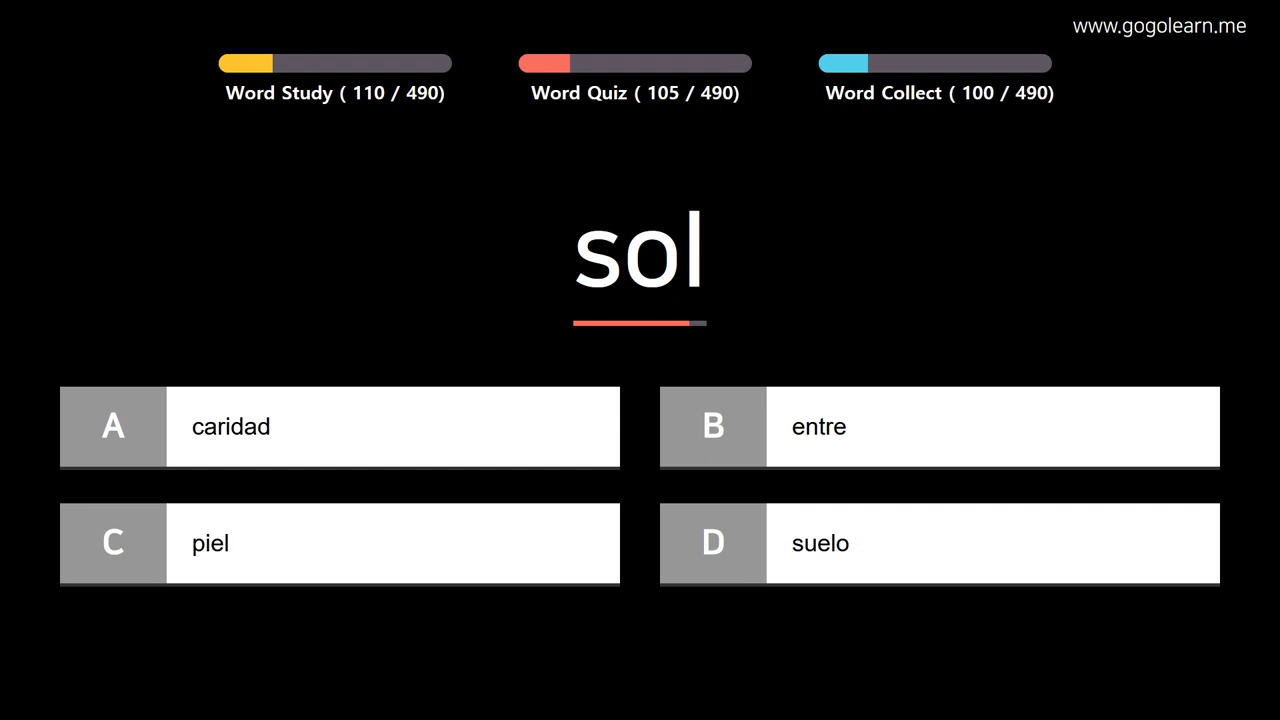 www.gogolearn.me
Word Study ( 110 / 490)
Word Quiz ( 105 / 490)
Word Collect ( 100 / 490)
sol
A caridad
B entre
C piel
D suelo